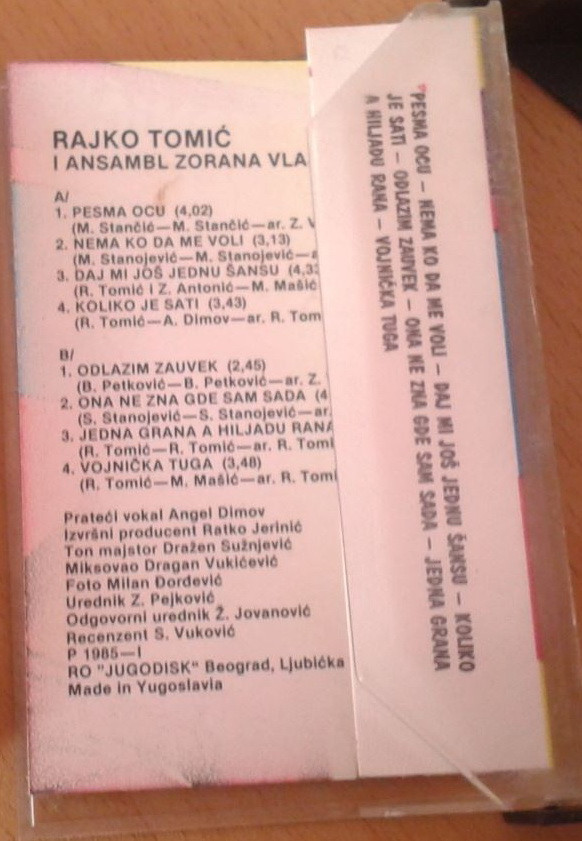 RAJKO TOMIĆ
I ANSAMBL ZORANA VLA
A/
1. PESMA OCU (4,02)
(M. Stančić—M. Stančić—ar. Z. V
2. NEMA KO DA ME VOLI (3,13)
(M. Stanojević—M. Stanojević—a
3. DAJ MI JOŠ JEDNU ŠANSU (4,33
(R. Tomić i Z. Antonić—M. Mašić
4. KOLIKO JE SATI (3,43)
(R. Tomić—A. Dimov—ar. R. Tom
B/
1. ODLAZIM ZAUVEK (2,45)
(B. Petković—B. Petković—ar. Z.
2. ONA NE ZNA GDE SAM SADA (4
(S. Stanojević—S. Stanojević—ar.
3. JEDNA GRANA A HILJADU RANA
(R. Tomić—R. Tomić—ar. R. Tomi
4. VOJNIČKA TUGA (3,48)
(R. Tomić—M. Mašić—ar. R. Tomi
Prateći vokal Angel Dimov
Izvršni producent Ratko Jerinić
Ton majstor Dražen Sužnjević
Miksovao Dragan Vukićević
Foto Milan Đorđević
Urednik Z. Pejković
Odgovorni urednik Ž. Jovanović
Recenzent S. Vuković
P 1985—I
RO "JUGODISK" Beograd, Ljubička
Made in Yugoslavia
PESMA OCU — NEMA KO DA ME VOLI — DAJ MI JOŠ JEDNU ŠANSU — KOLIKO
JE SATI — ODLAZIM ZAUVEK — ONA NE ZNA GDE SAM SADA — JEDNA GRANA
A HILJADU RANA — VOJNIČKA TUGA